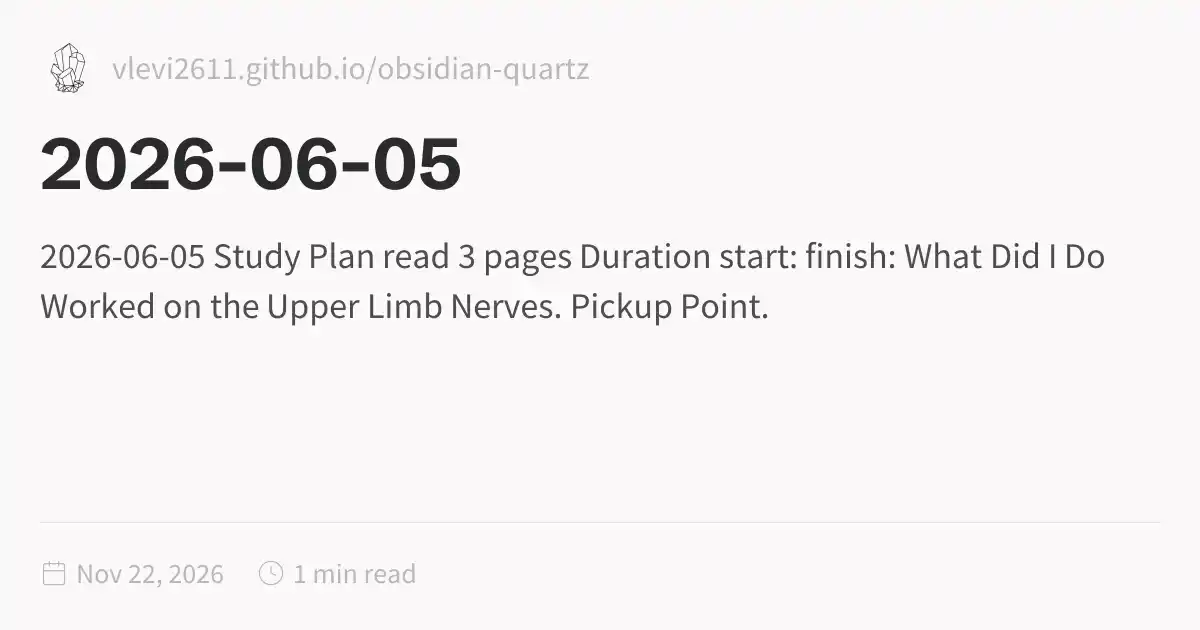 vlevi2611.github.io/obsidian-quartz
2026-06-05
2026-06-05 Study Plan read 3 pages Duration start: finish: What Did I Do
Worked on the Upper Limb Nerves. Pickup Point.
Nov 22, 2026 1 min read